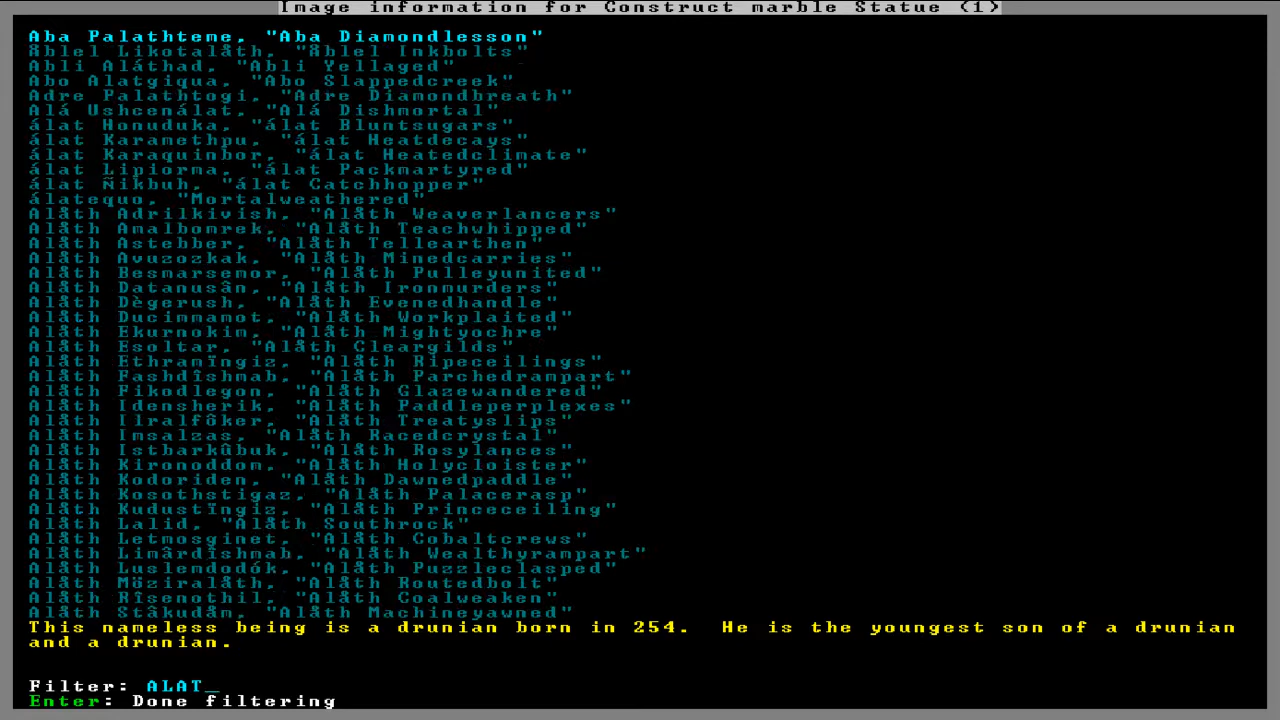 Image information for Construct marble Statue (1)
Aba Palathteme, "Aba Diamondlesson"
Äblel Likotalåth, "Äblel Inkbolts"
Abli Aláthad, "Abli Yellaged"
Abo Alatgiqua, "Abo Slappedcreek"
Adre Palathtogi, "Adre Diamondbreath"
Alá Ushcenálat, "Alá Dishmortal"
álat Honuduka, "álat Bluntsugars"
álat Karamethpu, "álat Heatdecays"
álat Karaquinbor, "álat Heatedclimate"
álat Lipiorma, "álat Packmartyred"
álat Ñikbuh, "álat Catchhopper"
álatequo, "Mortalweathered"
Alåth Adrilkivish, "Alåth Weaverlancers"
Alåth Amalbomrek, "Alåth Teachwhipped"
Alåth Astebber, "Alåth Tellearthen"
Alåth Avuzozkak, "Alåth Minedcarries"
Alåth Besmarsemor, "Alåth Pulleyunited"
Alåth Datanusân, "Alåth Ironmurders"
Alåth Dègerush, "Alåth Evenedhandle"
Alåth Ducimmamot, "Alåth Workplaited"
Alåth Ekurnokim, "Alåth Mightyochre"
Alåth Esoltar, "Alåth Cleargilds"
Alåth Ethramïngiz, "Alåth Ripeceilings"
Alåth Fashdîshmab, "Alåth Parchedrampart"
Alåth Fikodlegon, "Alåth Glazewandered"
Alåth Idensherik, "Alåth Paddleperplexes"
Alåth Ilralfôker, "Alåth Treatyslips"
Alåth Imsalzas, "Alåth Racedcrystal"
Alåth Istbarkûbuk, "Alåth Rosylances"
Alåth Kironoddom, "Alåth Holycloister"
Alåth Kodoriden, "Alåth Dawnedpaddle"
Alåth Kosothstigaz, "Alåth Palacerasp"
Alåth Kudustïngiz, "Alåth Princeceiling"
Alåth Lalid, "Alåth Southrock"
Alåth Letmosginet, "Alåth Cobaltcrews"
Alåth Limârdîshmab, "Alåth Wealthyrampart"
Alåth Luslemdodók, "Alåth Puzzleclasped"
Alåth Möziralåth, "Alåth Routedbolt"
Alåth Rîsenothil, "Alåth Coalweaken"
Alåth Stâkudåm, "Alåth Machineyawned"
This nameless being is a drunian born in 254. He is the youngest son of a drunian
and a drunian.
Filter: ALAT_
Enter: Done filtering